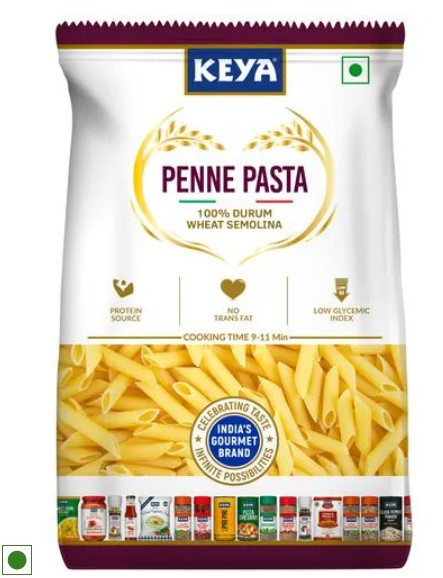 KEYA
PENNE PASTA
100% DURUM
WHEAT SEMOLINA
PROTEIN
SOURCE
NO
TRANS FAT
LOW GLYCEMIC
INDEX
COOKING TIME 9-11 Min
CELEBRATING TASTE
INDIA'S
GOURMET
BRAND
INFINITE POSSIBILITIES